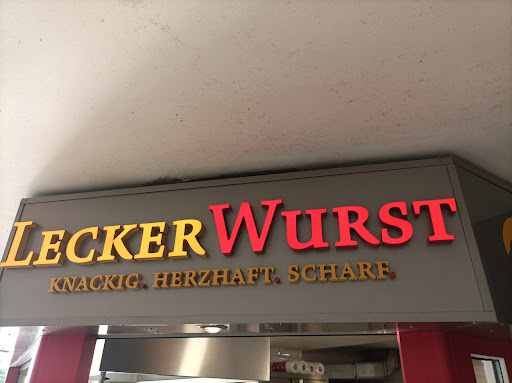 LECKERWURST
KNACKIG. HERZHAFT. SCHARF.